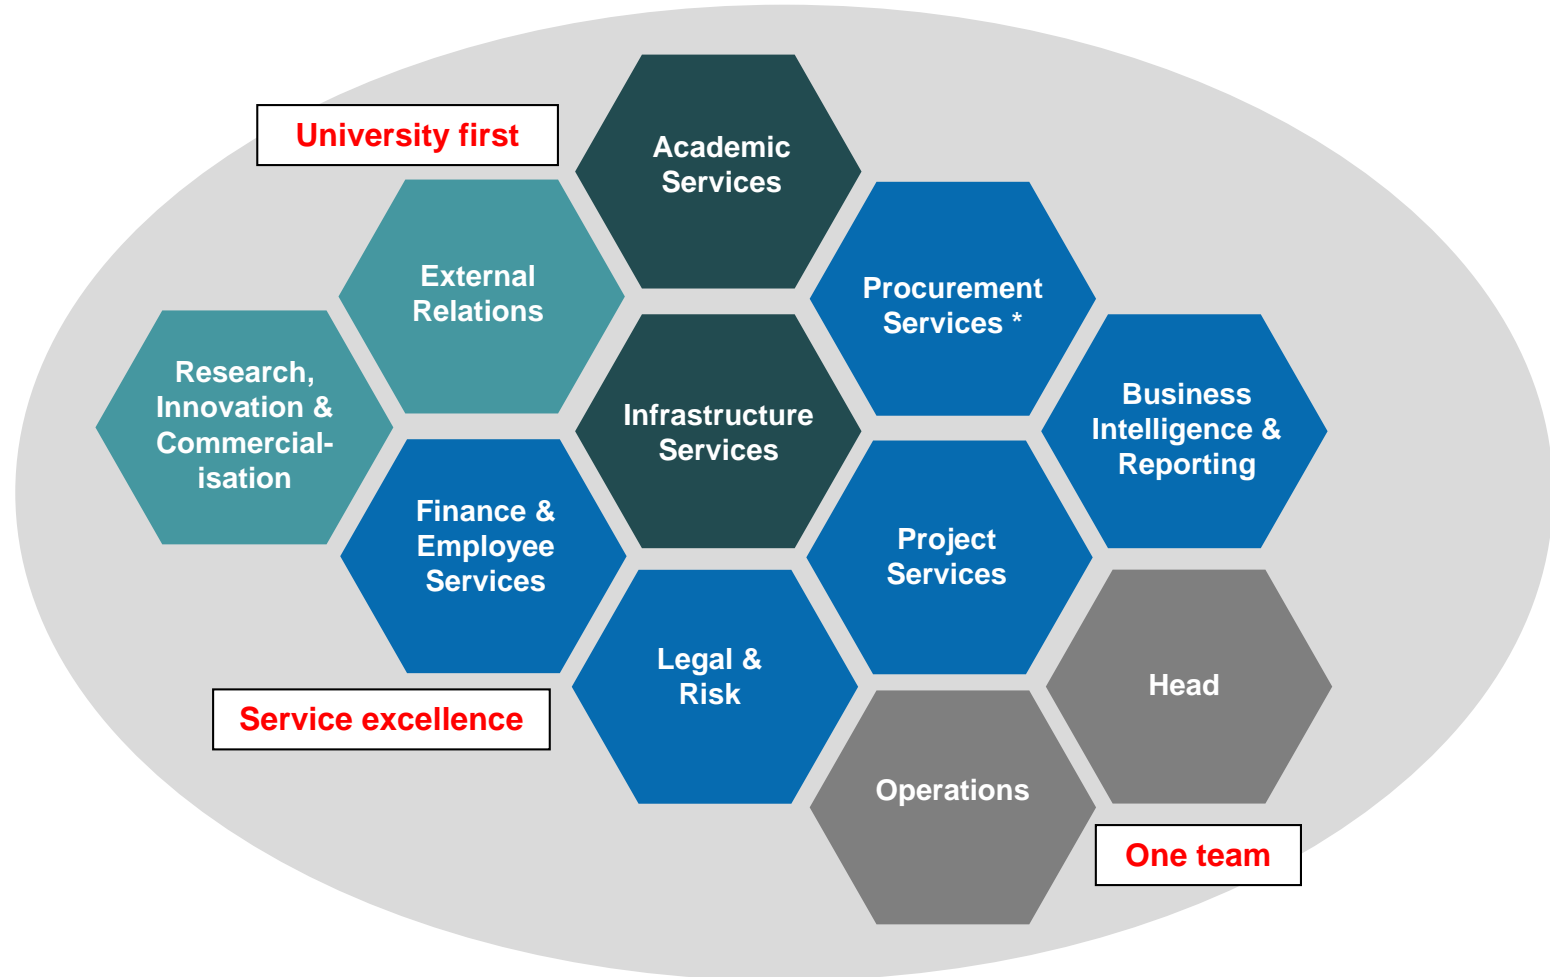 University first
Academic
Services
External
Relations
Procurement
Services *
Research,
Innovation &
Commercial-
isation
Infrastructure
Services
Business
Intelligence &
Reporting
Finance &
Employee
Services
Project
Services
Legal &
Risk
Head
Service excellence
Operations
One team